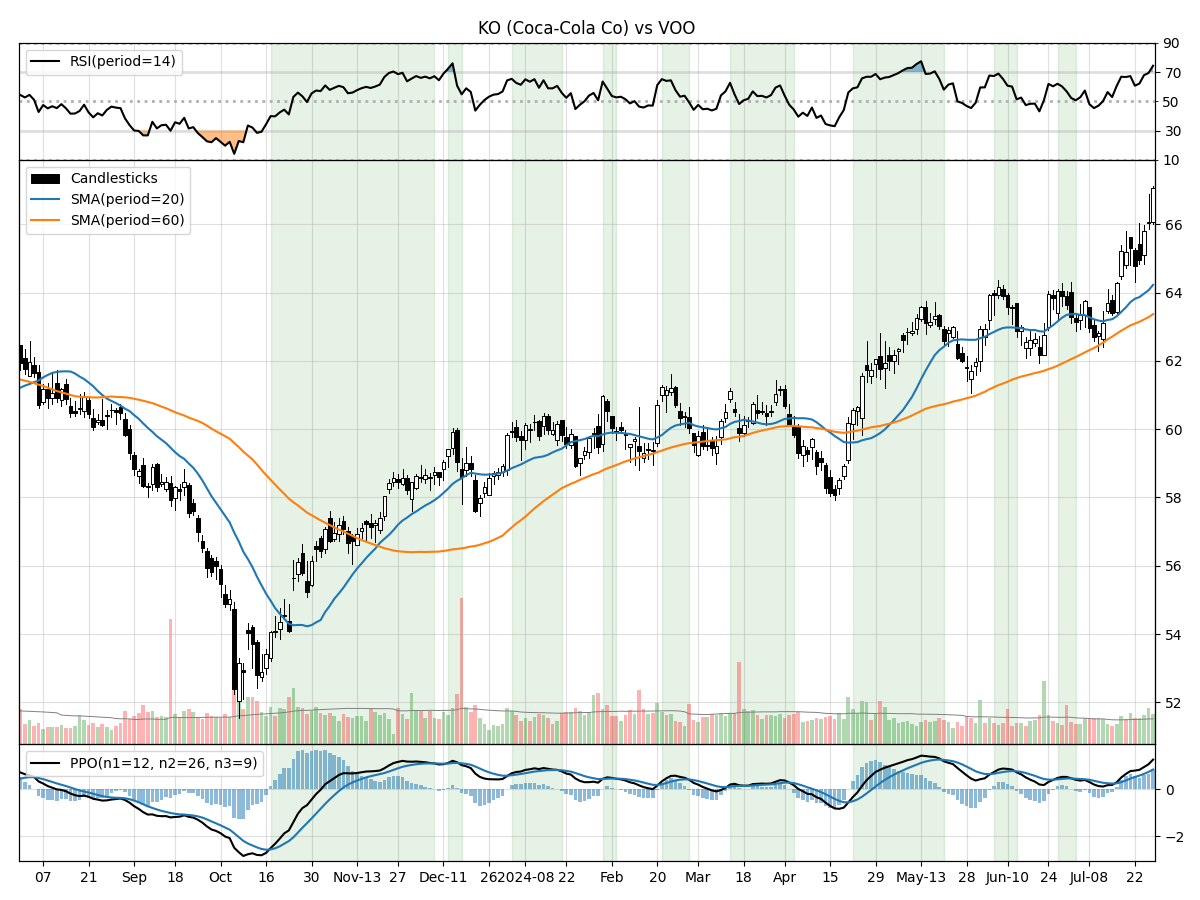 KO (Coca-Cola Co) vs VOO
RSI(period=14)
90
70
50
30
10
Candlesticks
SMA(period=20)
SMA(period=60)
66
64
62
60
58
56
54
52
PPO(n1=12, n2=26, n3=9)
0
−2
07 21 Sep 18 Oct 16 30 Nov-13 27 Dec-11 26 2024-08 22 Feb 20 Mar 18 Apr 15 29 May-13 28 Jun-10 24 Jul-08 22